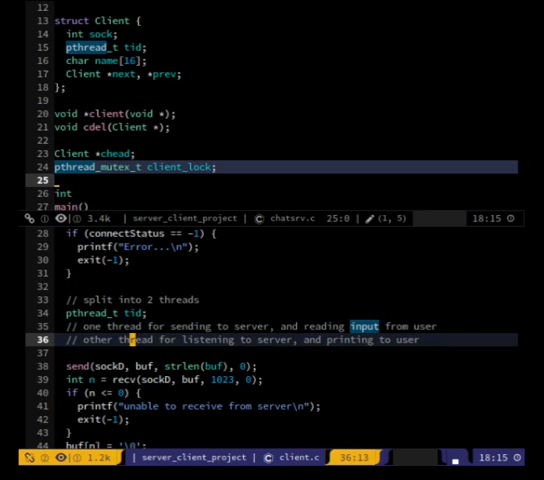 12
13 struct Client {
14 int sock;
15 pthread_t tid;
16 char name[16];
17 Client *next, *prev;
18 };
19
20 void *client(void *);
21 void cdel(Client *);
22
23 Client *chead;
24 pthread_mutex_t client_lock;
25
26 int
27 main()
① 3.4k | server_client_project | C chatsrv.c 25:0 | (1, 5) 18:15
28 if (connectStatus == -1) {
29 printf("Error...\n");
30 exit(-1);
31 }
32
33 // split into 2 threads
34 pthread_t tid;
35 // one thread for sending to server, and reading input from user
36 // other thread for listening to server, and printing to user
37
38 send(sockD, buf, strlen(buf), 0);
39 int n = recv(sockD, buf, 1023, 0);
40 if (n <= 0) {
41 printf("unable to receive from server\n");
42 exit(-1);
43 }
44 buf[n] = '\0';
② ① 1.2k | server_client_project | C client.c 36:13 18:15